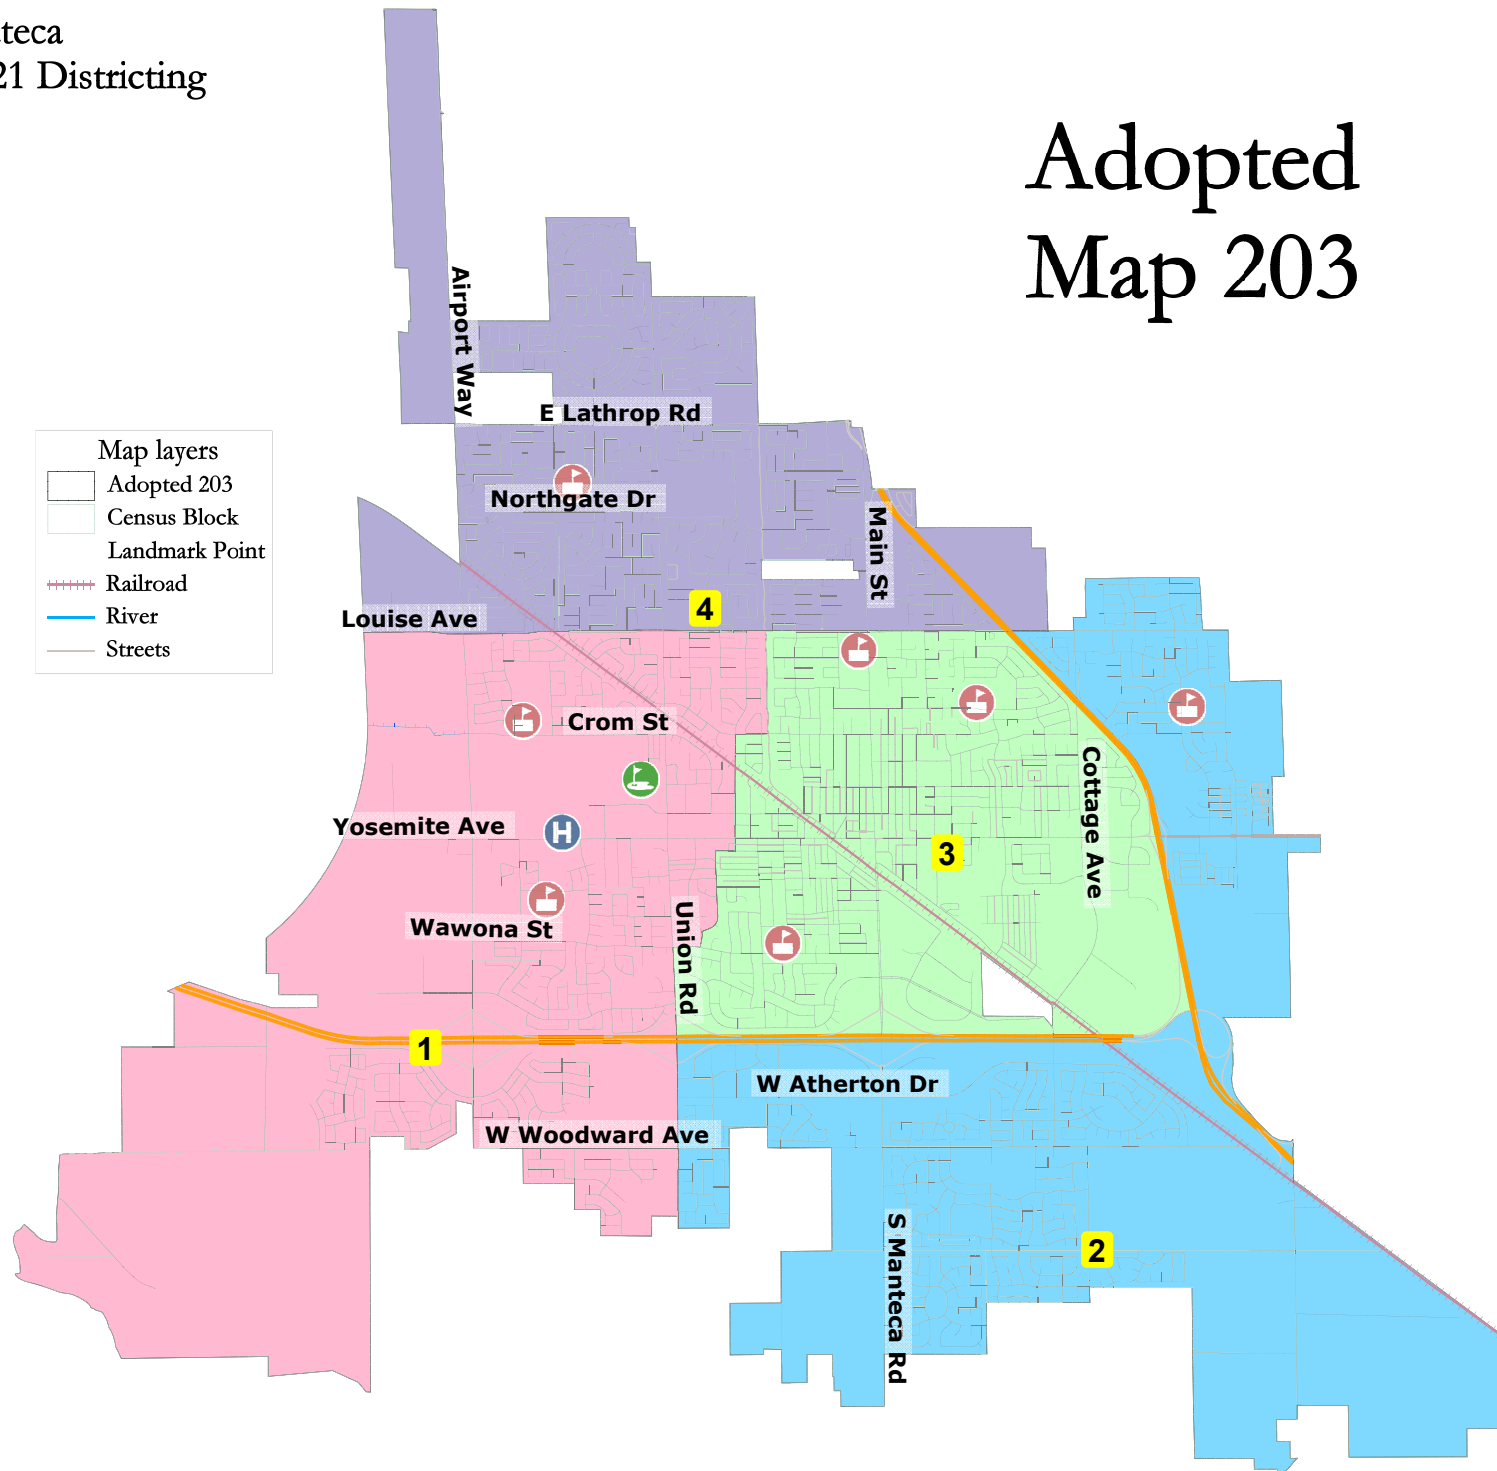 teca
21 Districting
Adopted
Map 203
Airport Way
E Lathrop Rd
Map layers
Adopted 203
Census Block
Landmark Point
Railroad
River
Streets
Northgate Dr
Main St
4
Louise Ave
Crom St
Cottage Ave
Yosemite Ave
H
3
Wawona St
Union Rd
1
W Atherton Dr
W Woodward Ave
S Manteca Rd
2